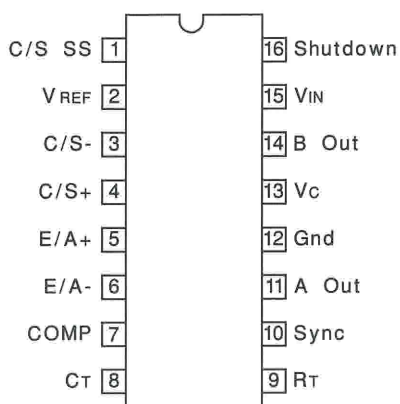 C/S SS 1 16 Shutdown
VREF 2 15 VIN
C/S- 3 14 B Out
C/S+ 4 13 Vc
E/A+ 5 12 Gnd
E/A- 6 11 A Out
COMP 7 10 Sync
CT 8 9 RT